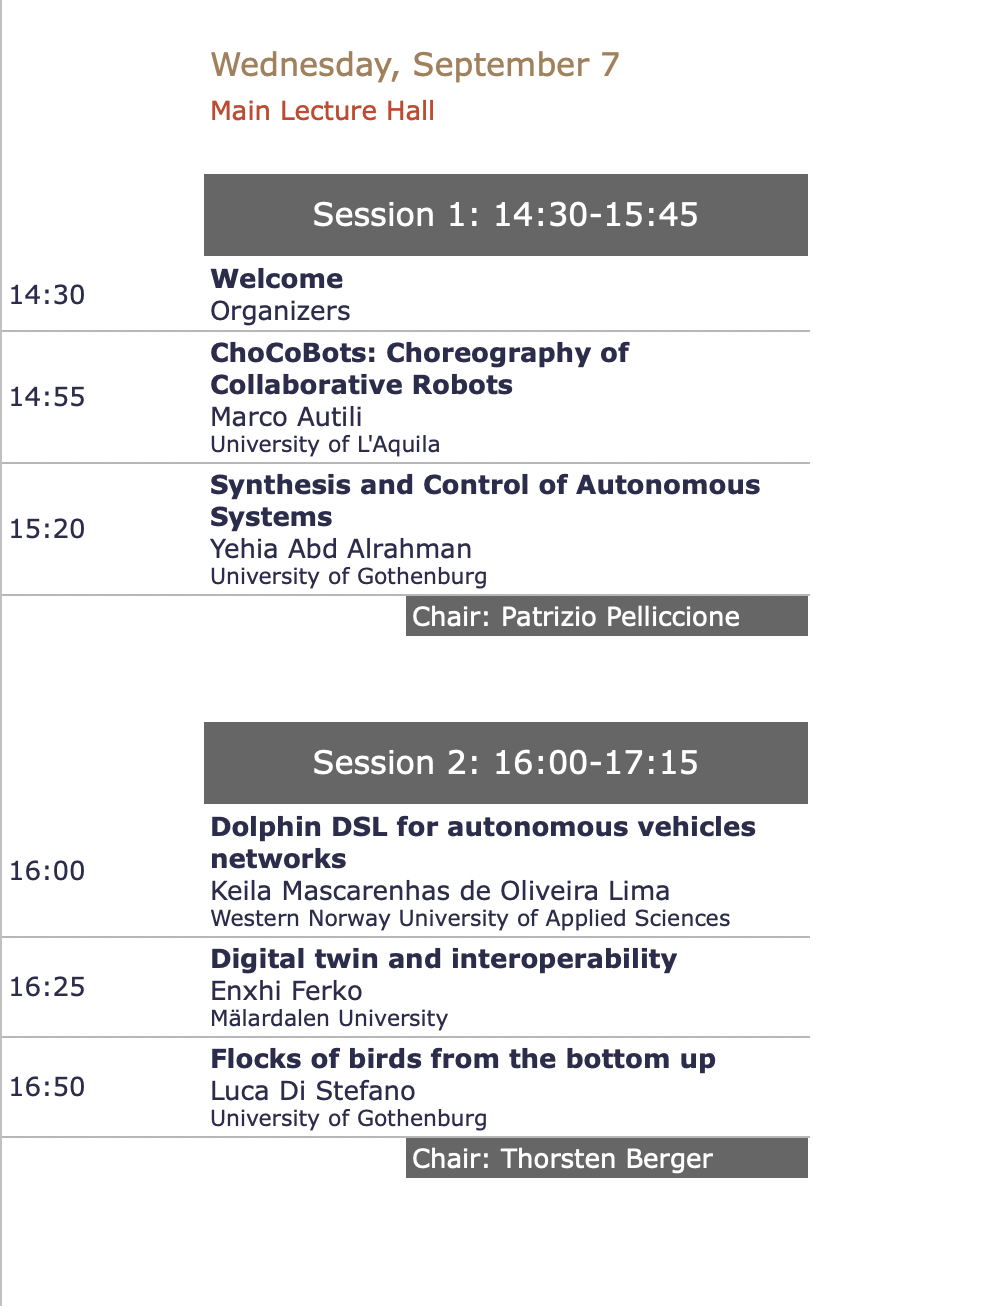 Wednesday, September 7
Main Lecture Hall
Session 1: 14:30-15:45
14:30
Welcome
Organizers
14:55
ChoCoBots: Choreography of
Collaborative Robots
Marco Autili
University of L'Aquila
15:20
Synthesis and Control of Autonomous
Systems
Yehia Abd Alrahman
University of Gothenburg
Chair: Patrizio Pelliccione
Session 2: 16:00-17:15
16:00
Dolphin DSL for autonomous vehicles
networks
Keila Mascarenhas de Oliveira Lima
Western Norway University of Applied Sciences
16:25
Digital twin and interoperability
Enxhi Ferko
Mälardalen University
16:50
Flocks of birds from the bottom up
Luca Di Stefano
University of Gothenburg
Chair: Thorsten Berger